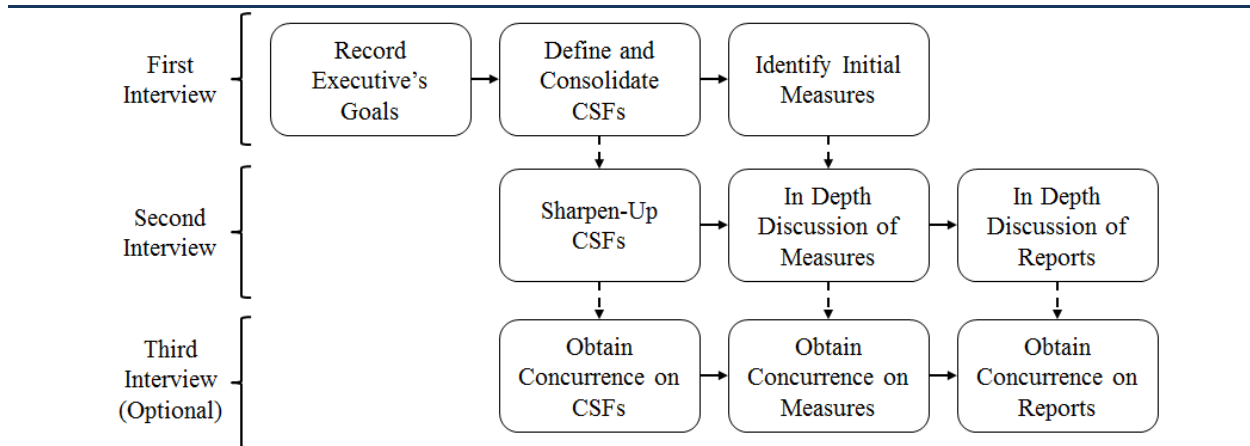 First
Interview
Record
Executive's
Goals
Define and
Consolidate
CSFs
Identify Initial
Measures
Second
Interview
Sharpen-Up
CSFs
In Depth
Discussion of
Measures
In Depth
Discussion of
Reports
Third
Interview
(Optional)
Obtain
Concurrence on
CSFs
Obtain
Concurrence on
Measures
Obtain
Concurrence on
Reports